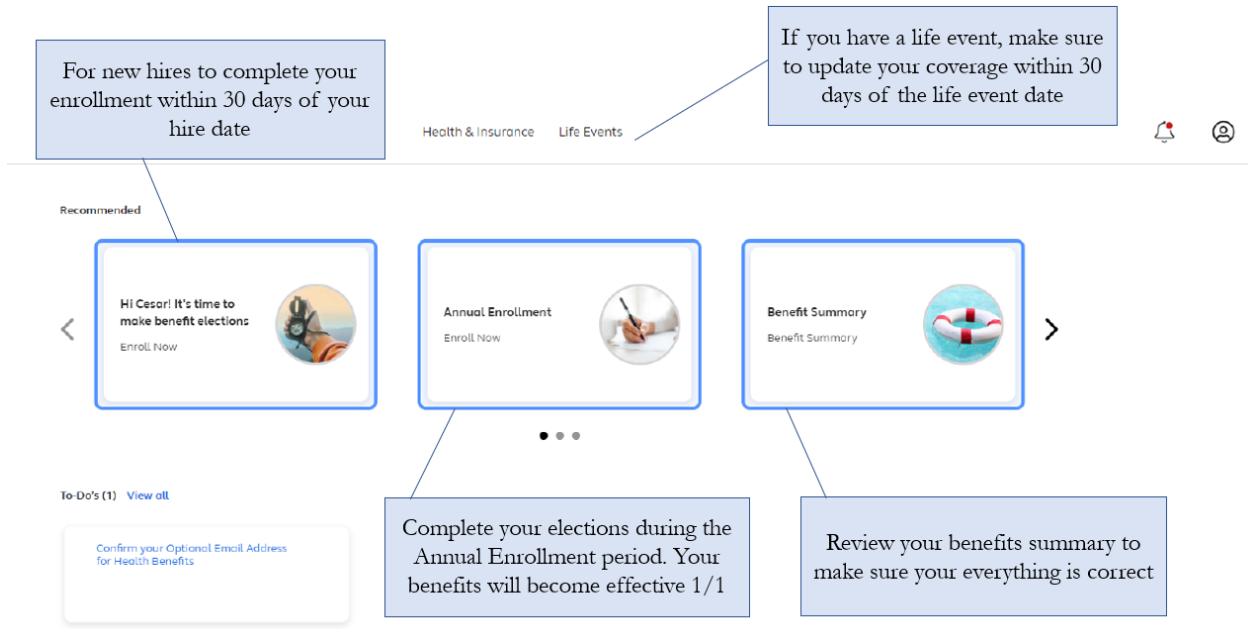 For new hires to complete your
enrollment within 30 days of your
hire date
If you have a life event, make sure
to update your coverage within 30
days of the life event date
Health & Insurance
Life Events
Recommended
Hi Cesar! It's time to
make benefit elections
Enroll Now
Annual Enrollment
Enroll Now
Benefit Summary
Benefit Summary
To-Do's (1) View all
Confirm your Optional Email Address
for Health Benefits
Complete your elections during the
Annual Enrollment period. Your
benefits will become effective 1/1
Review your benefits summary to
make sure your everything is correct